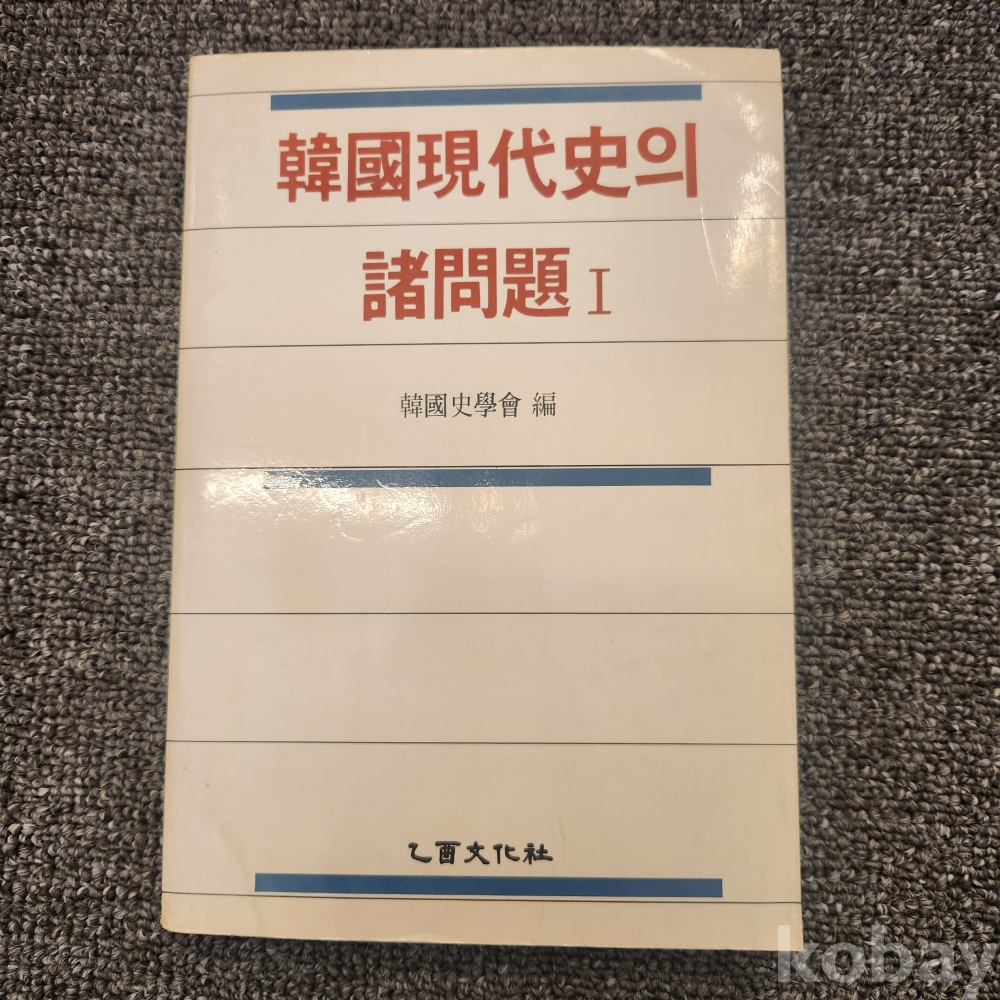 韓國現代史의
諸問題 I
韓國史學會 編
乙酉文化社
kobay